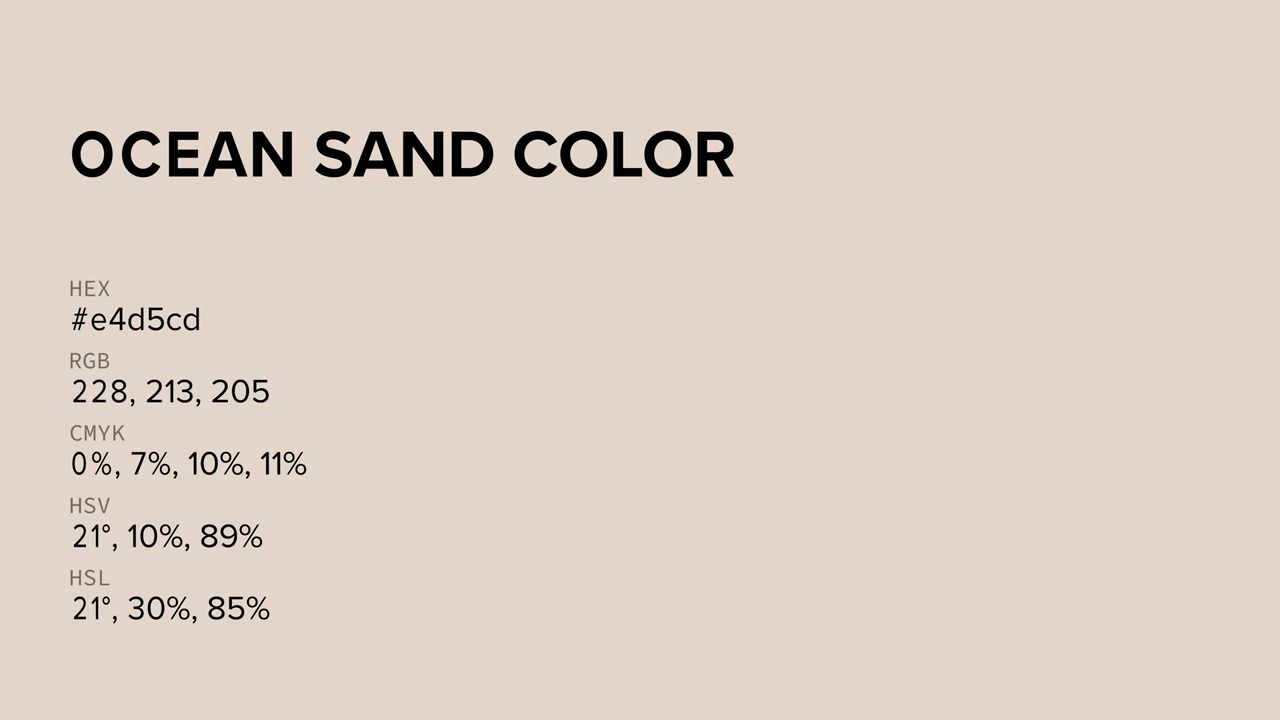 OCEAN SAND COLOR
HEX
#e4d5cd
RGB
228, 213, 205
CMYK
0%, 7%, 10%, 11%
HSV
21°, 10%, 89%
HSL
21°, 30%, 85%